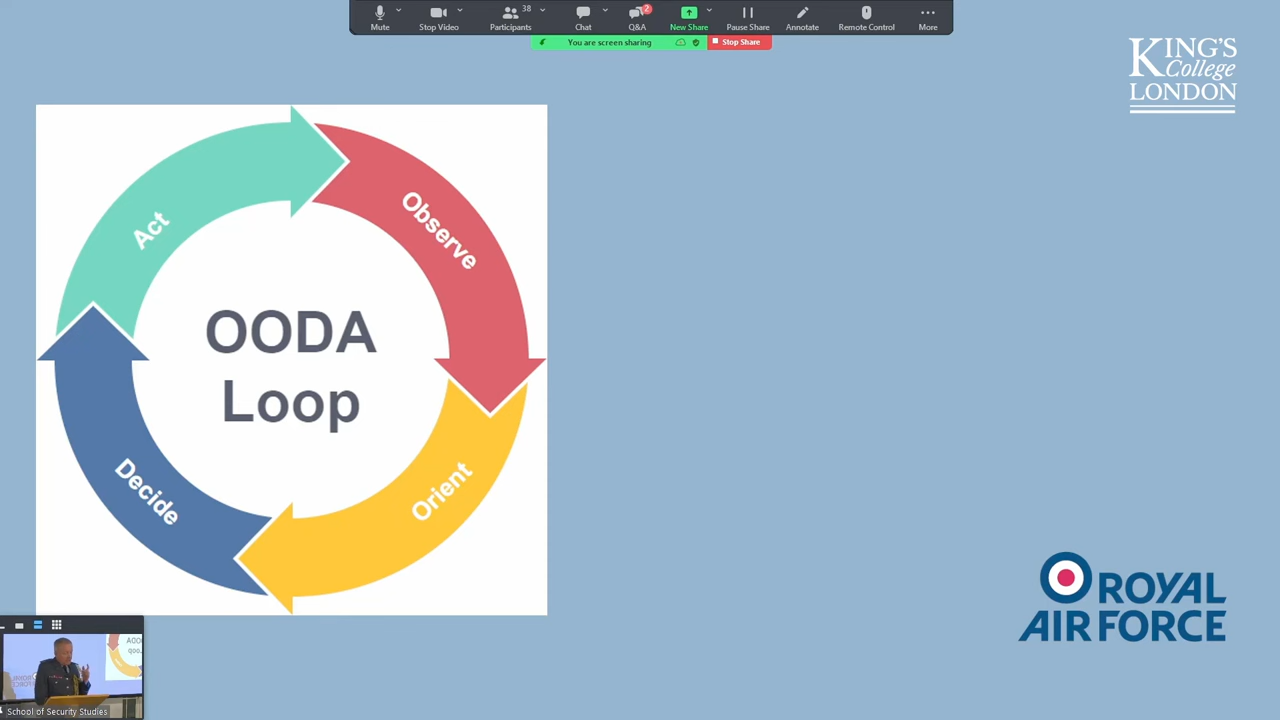 Mute
Stop Video
Participants
38
Chat
Q&A
2
New Share
Pause Share
Annotate
Remote Control
More
You are screen sharing
Stop Share
KING'S
College
LONDON
Act
Observe
OODA
Loop
Decide
Orient
ROYAL
AIR FORCE
School of Security Studies